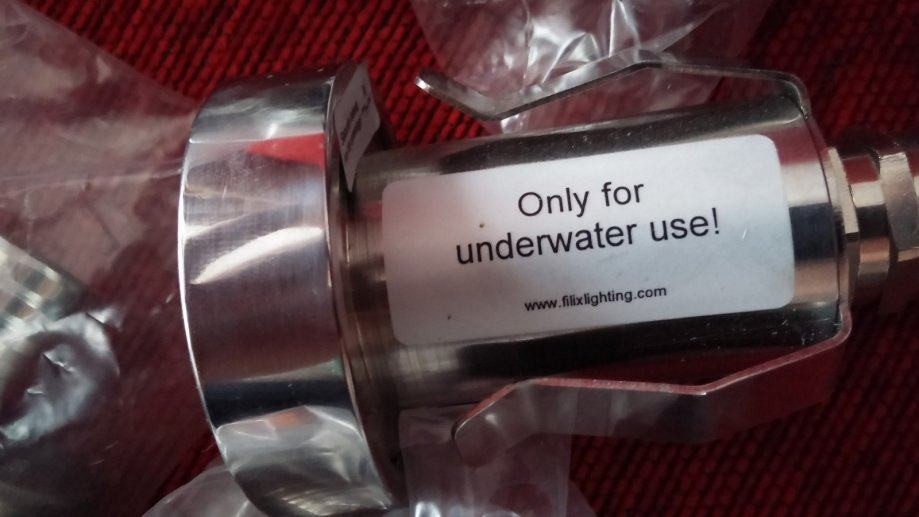 Only for
underwater use!
www.filixlighting.com